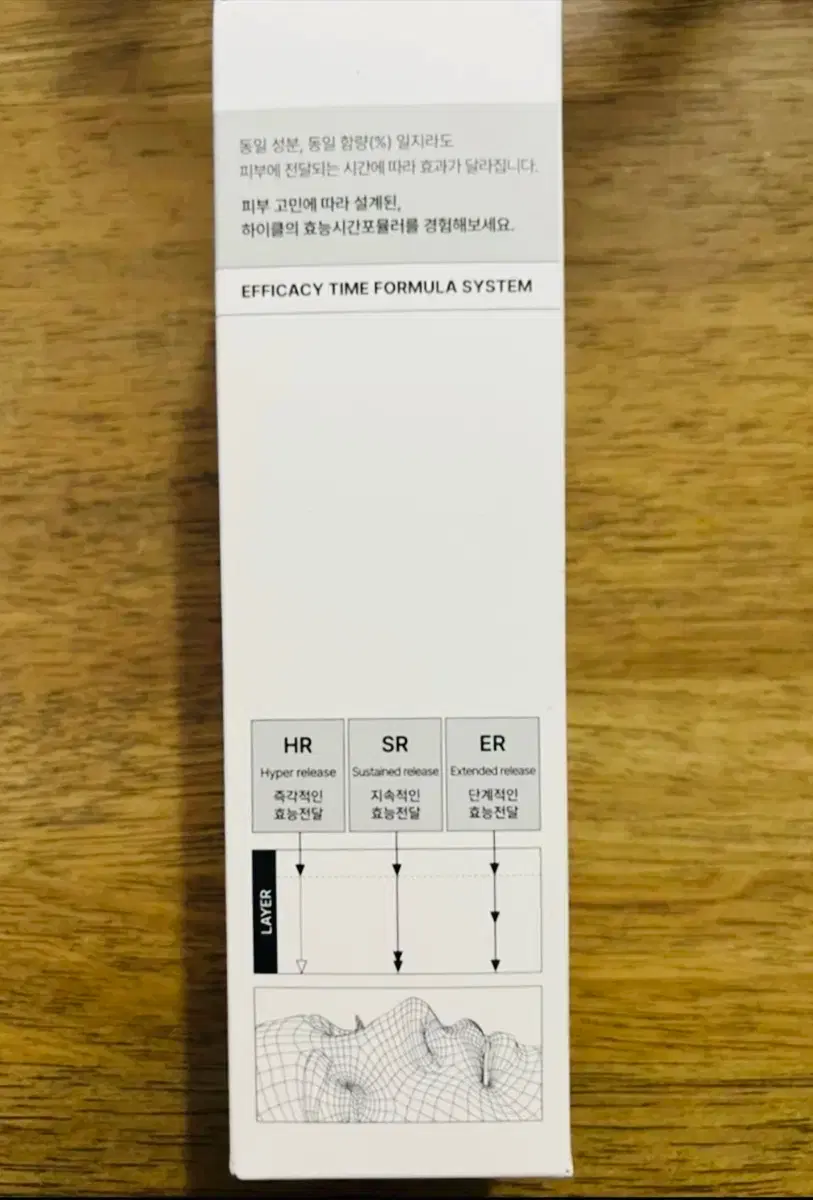 동일 성분, 동일 함량(%) 일지라도
피부에 전달되는 시간에 따라 효과가 달라집니다.
피부 고민에 따라 설계된,
하이클의 효능시간포뮬러를 경험해보세요.
EFFICACY TIME FORMULA SYSTEM
HR
Hyper release
즉각적인
효능전달
SR
Sustained release
지속적인
효능전달
ER
Extended release
단계적인
효능전달
LAYER